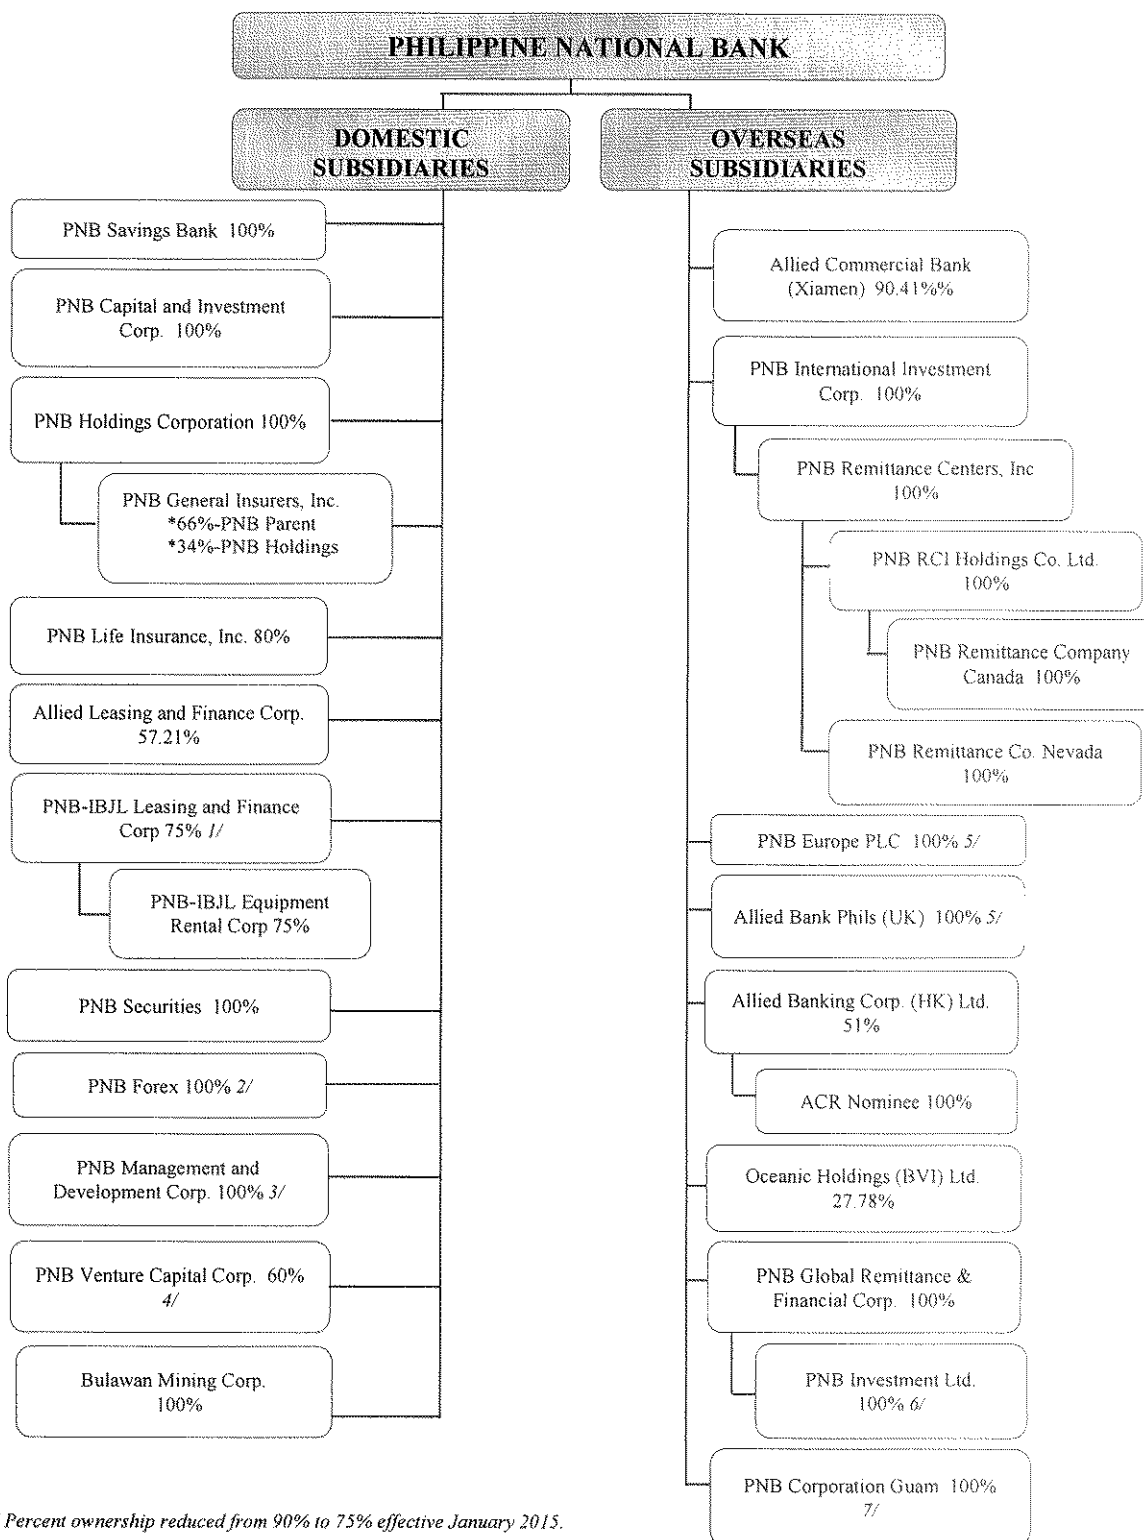 PHILIPPINE NATIONAL BANK
DOMESTIC
SUBSIDIARIES
PNB Savings Bank 100%
PNB Capital and Investment
Corp. 100%
PNB Holdings Corporation 100%
PNB General Insurers, Inc.
*66%-PNB Parent
*34%-PNB Holdings
PNB Life Insurance, Inc. 80%
Allied Leasing and Finance Corp.
57.21%
PNB-IBJL Leasing and Finance
Corp 75% 1/
PNB-IBJL Equipment
Rental Corp 75%
PNB Securities 100%
PNB Forex 100% 2/
PNB Management and
Development Corp. 100% 3/
PNB Venture Capital Corp. 60%
4/
Bulawan Mining Corp.
100%
OVERSEAS
SUBSIDIARIES
Allied Commercial Bank
(Xiamen) 90.41%%
PNB International Investment
Corp. 100%
PNB Remittance Centers, Inc
100%
PNB RCI Holdings Co. Ltd.
100%
PNB Remittance Company
Canada 100%
PNB Remittance Co. Nevada
100%
PNB Europe PLC 100% 5/
Allied Bank Phils (UK) 100% 5/
Allied Banking Corp. (HK) Ltd.
51%
ACR Nominee 100%
Oceanic Holdings (BVI) Ltd.
27.78%
PNB Global Remittance &
Financial Corp. 100%
PNB Investment Ltd.
100% 6/
PNB Corporation Guam 100%
7/
Percent ownership reduced from 90% to 75% effective January 2015.